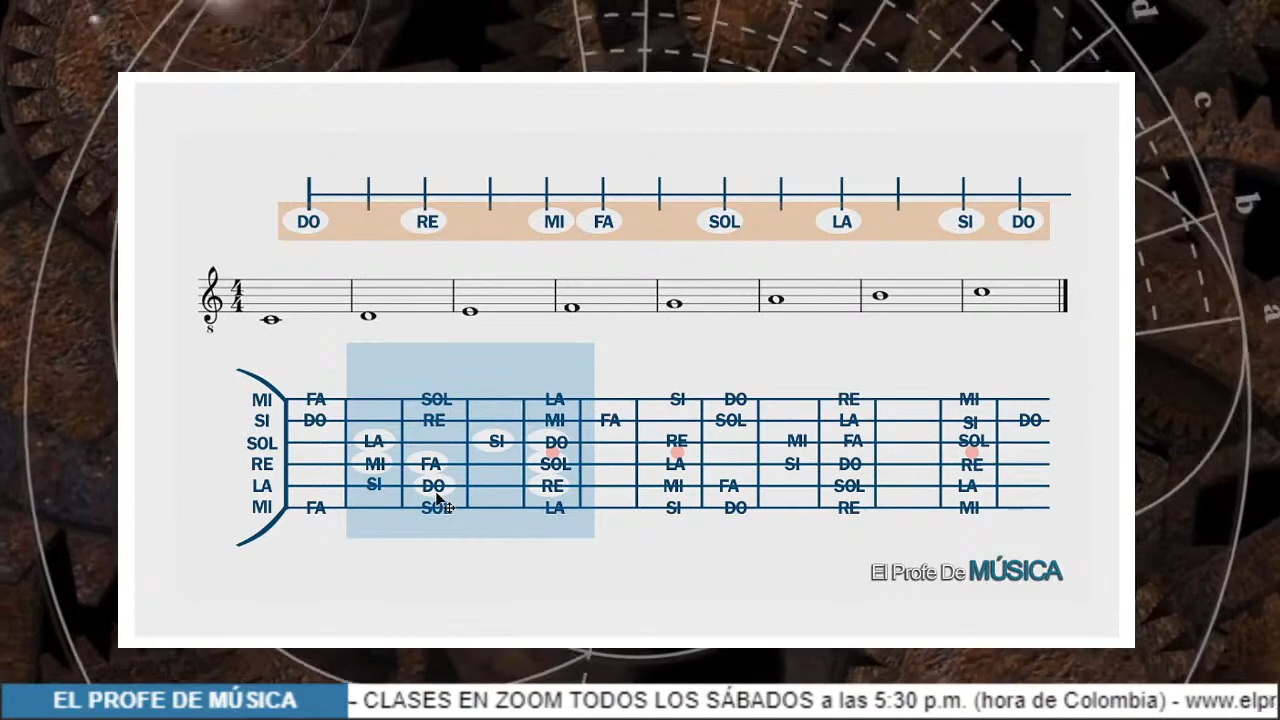 d
c
b
a
DO RE MI FA SOL LA SI DO
4
4
8
MI FA SOL LA SI DO RE MI
SI DO RE MI FA SOL LA SI DO
SOL LA SI DO RE MI FA SOL
RE MI FA SOL LA SI DO RE
LA SI DO RE MI FA SOL LA
MI FA SOL LA SI DO RE MI
El Profe De MÚSICA
EL PROFE DE MÚSICA – CLASES EN ZOOM TODOS LOS SÁBADOS a las 5:30 p.m. (hora de Colombia) - www.elpr